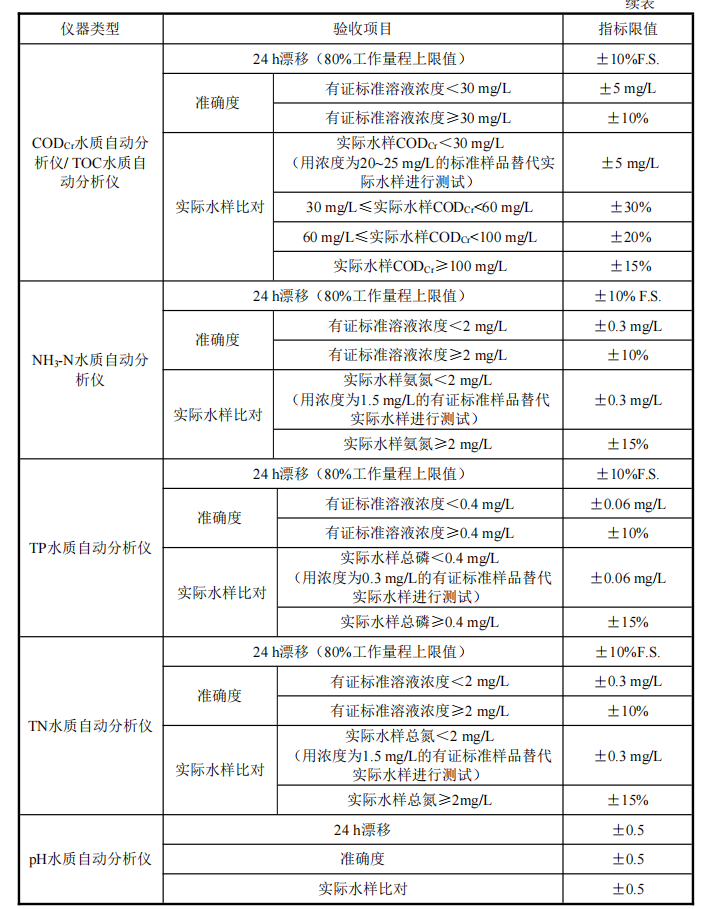 续表
仪器类型 验收项目 指标限值
CODCr水质自动分
析仪/ TOC水质自
动分析仪
24 h漂移（80%工作量程上限值） ±10%F.S.
准确度
有证标准溶液浓度＜30 mg/L ±5 mg/L
有证标准溶液浓度≥30 mg/L ±10%
实际水样比对
实际水样CODCr＜30 mg/L
（用浓度为20~25 mg/L的标准样品替代实
际水样进行测试）
±5 mg/L
30 mg/L≤实际水样CODCr<60 mg/L ±30%
60 mg/L≤实际水样CODCr<100 mg/L ±20%
实际水样CODCr≥100 mg/L ±15%
NH3-N水质自动分
析仪
24 h漂移（80%工作量程上限值） ±10% F.S.
准确度
有证标准溶液浓度<2 mg/L ±0.3 mg/L
有证标准溶液浓度≥2 mg/L ±10%
实际水样比对
实际水样氨氮＜2 mg/L
（用浓度为1.5 mg/L的有证标准样品替代
实际水样进行测试）
±0.3 mg/L
实际水样氨氮≥2 mg/L ±15%
TP水质自动分析仪
24 h漂移（80%工作量程上限值） ±10%F.S.
准确度
有证标准溶液浓度<0.4 mg/L ±0.06 mg/L
有证标准溶液浓度≥0.4 mg/L ±10%
实际水样比对
实际水样总磷＜0.4 mg/L
（用浓度为0.3 mg/L的有证标准样品替代
实际水样进行测试）
±0.06 mg/L
实际水样总磷≥0.4 mg/L ±15%
TN水质自动分析仪
24 h漂移（80%工作量程上限值） ±10%F.S.
准确度
有证标准溶液浓度<2 mg/L ±0.3 mg/L
有证标准溶液浓度≥2 mg/L ±10%
实际水样比对
实际水样总氮＜2 mg/L
（用浓度为1.5 mg/L的有证标准样品替代
实际水样进行测试）
±0.3 mg/L
实际水样总氮≥2mg/L ±15%
pH水质自动分析仪
24 h漂移 ±0.5
准确度 ±0.5
实际水样比对 ±0.5